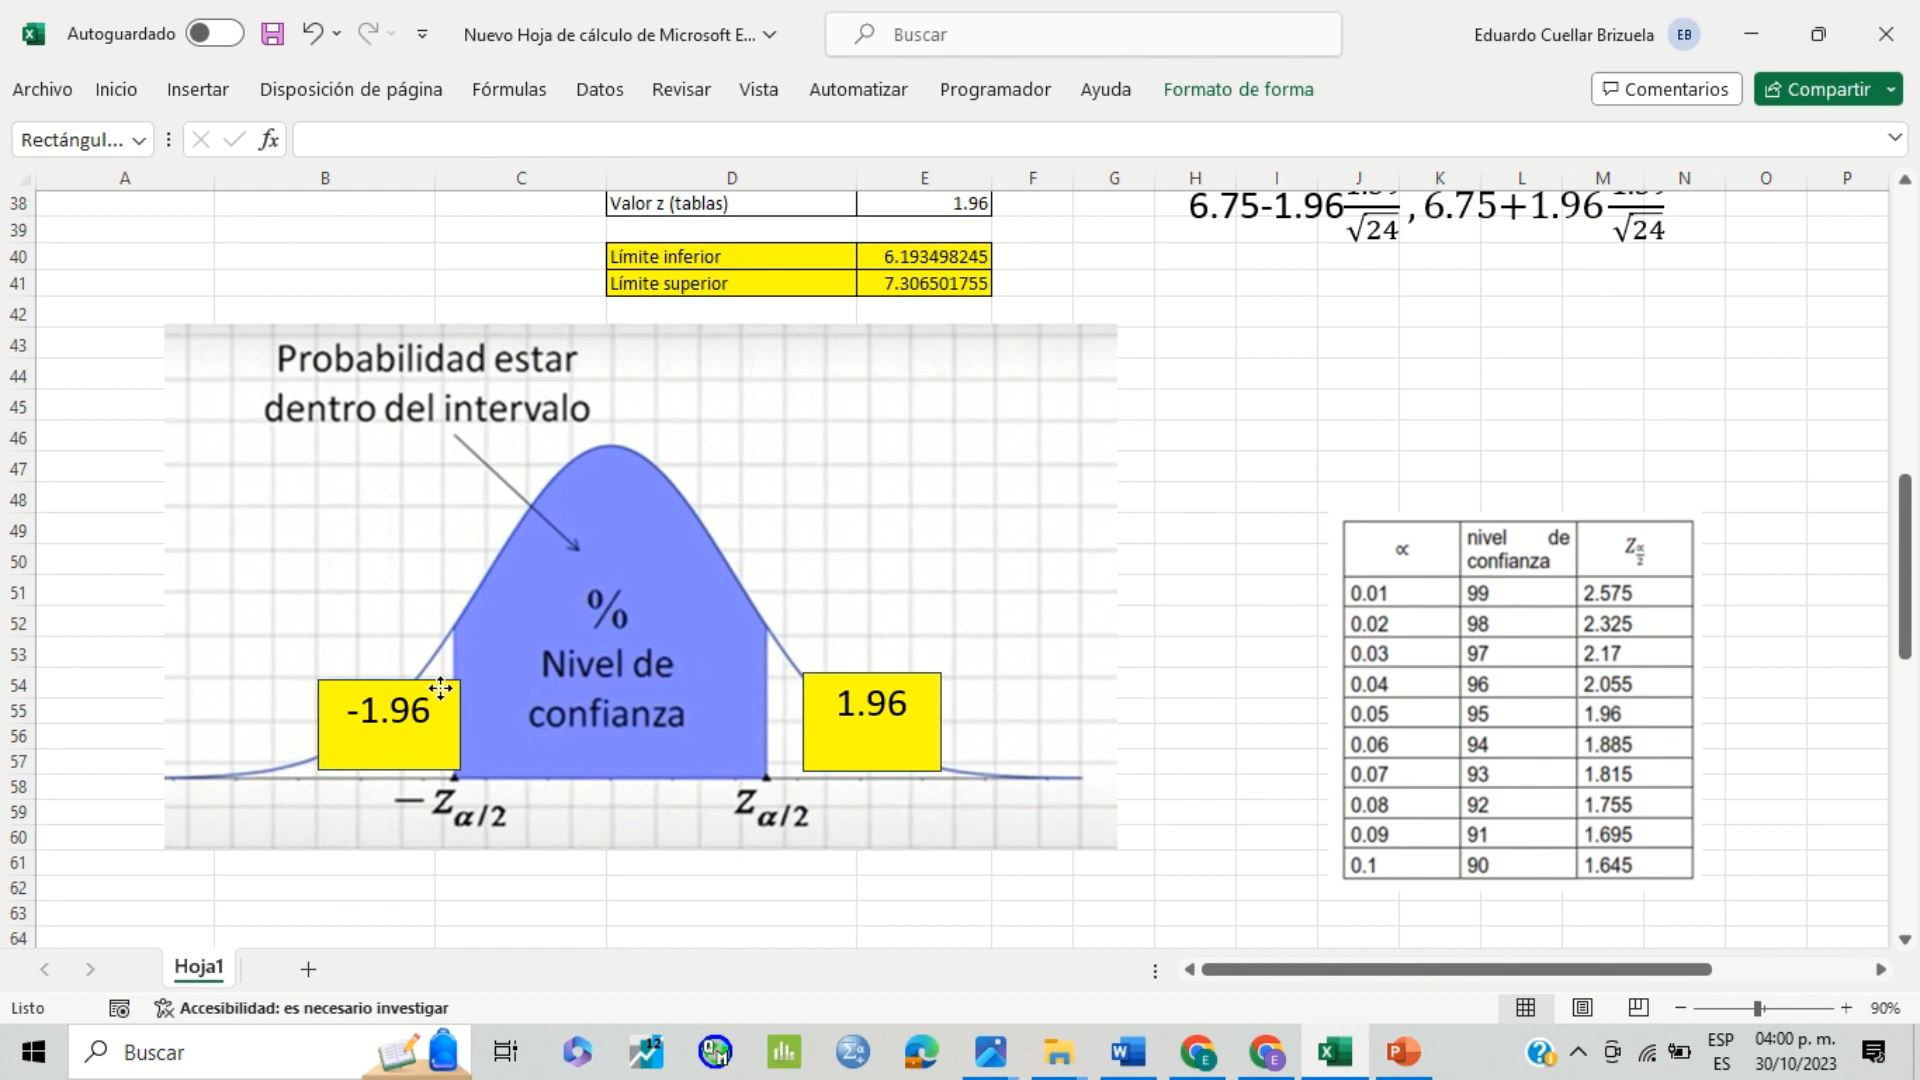 Autoguardado
Nuevo Hoja de cálculo de Microsoft E...
Buscar
Eduardo Cuellar Brizuela
EB
Archivo Inicio Insertar Disposición de página Fórmulas Datos Revisar Vista Automatizar Programador Ayuda Formato de forma
Comentarios
Compartir
Rectángul...
fx
A B C D E F G H I J K L M N O P
38
Valor z (tablas) 1.96
6.75-1.96 √24 , 6.75+1.96 √24
39
40
Límite inferior 6.193498245
41
Límite superior 7.306501755
42
43
44
45
46
47
48
49
50
51
52
53
54
55
56
57
58
59
60
61
62
63
64
Probabilidad estar
dentro del intervalo
%
Nivel de
confianza
-1.96
1.96
− Z α/2
Z α/2
∝ nivel de confianza Z ∝/2
0.01 99 2.575
0.02 98 2.325
0.03 97 2.17
0.04 96 2.055
0.05 95 1.96
0.06 94 1.885
0.07 93 1.815
0.08 92 1.755
0.09 91 1.695
0.1 90 1.645
Hoja1
Listo
Accesibilidad: es necesario investigar
90%
Buscar
12
ESP
ES
04:00 p. m.
30/10/2023